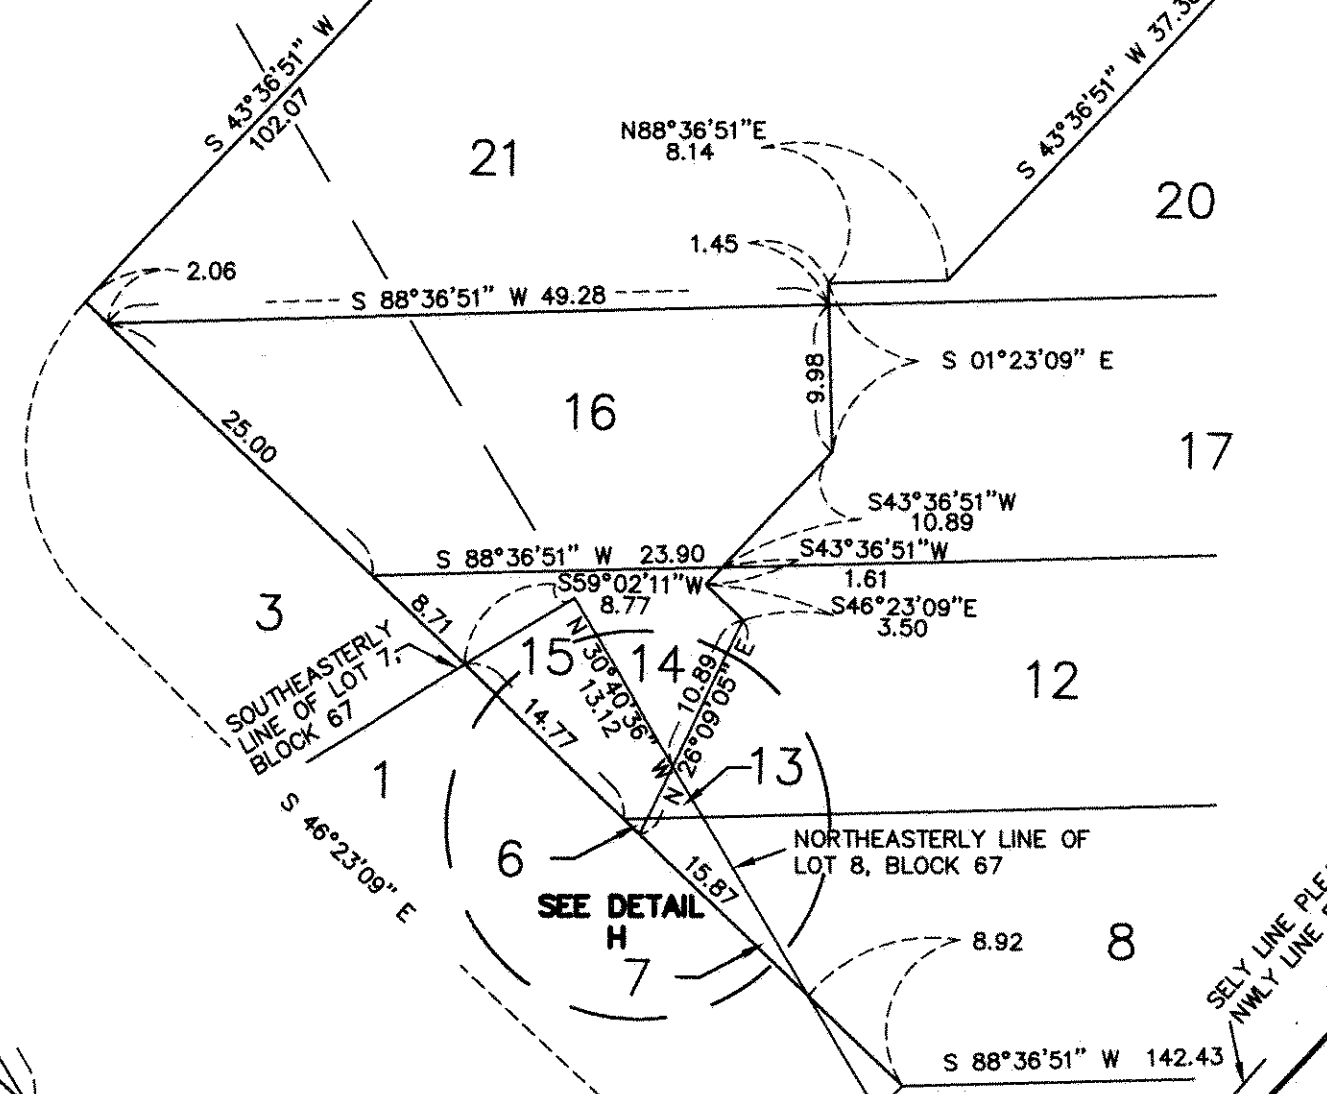 S 43°36'51" W
102.07
21
N88°36'51"E
8.14
S 43°36'51" W
20
1.45
2.06
S 88°36'51" W 49.28
S 01°23'09" E
9.98
25.00
16
17
S43°36'51"W
10.89
S 88°36'51" W 23.90
S43°36'51"W
1.61
S59°02'11"W
8.77
S46°23'09"E
3.50
3
8.71
SOUTHEASTERLY
LINE OF LOT 7,
BLOCK 67
15
14
N 30°40'36" W
13.12
10.89
N 26°09'05" E
12
14.77
1
13
S 46°23'09" E
6
NORTHEASTERLY LINE OF
LOT 8, BLOCK 67
15.87
SEE DETAIL
H
7
8.92
8
SELY LINE
NWLY LINE
S 88°36'51" W 142.43